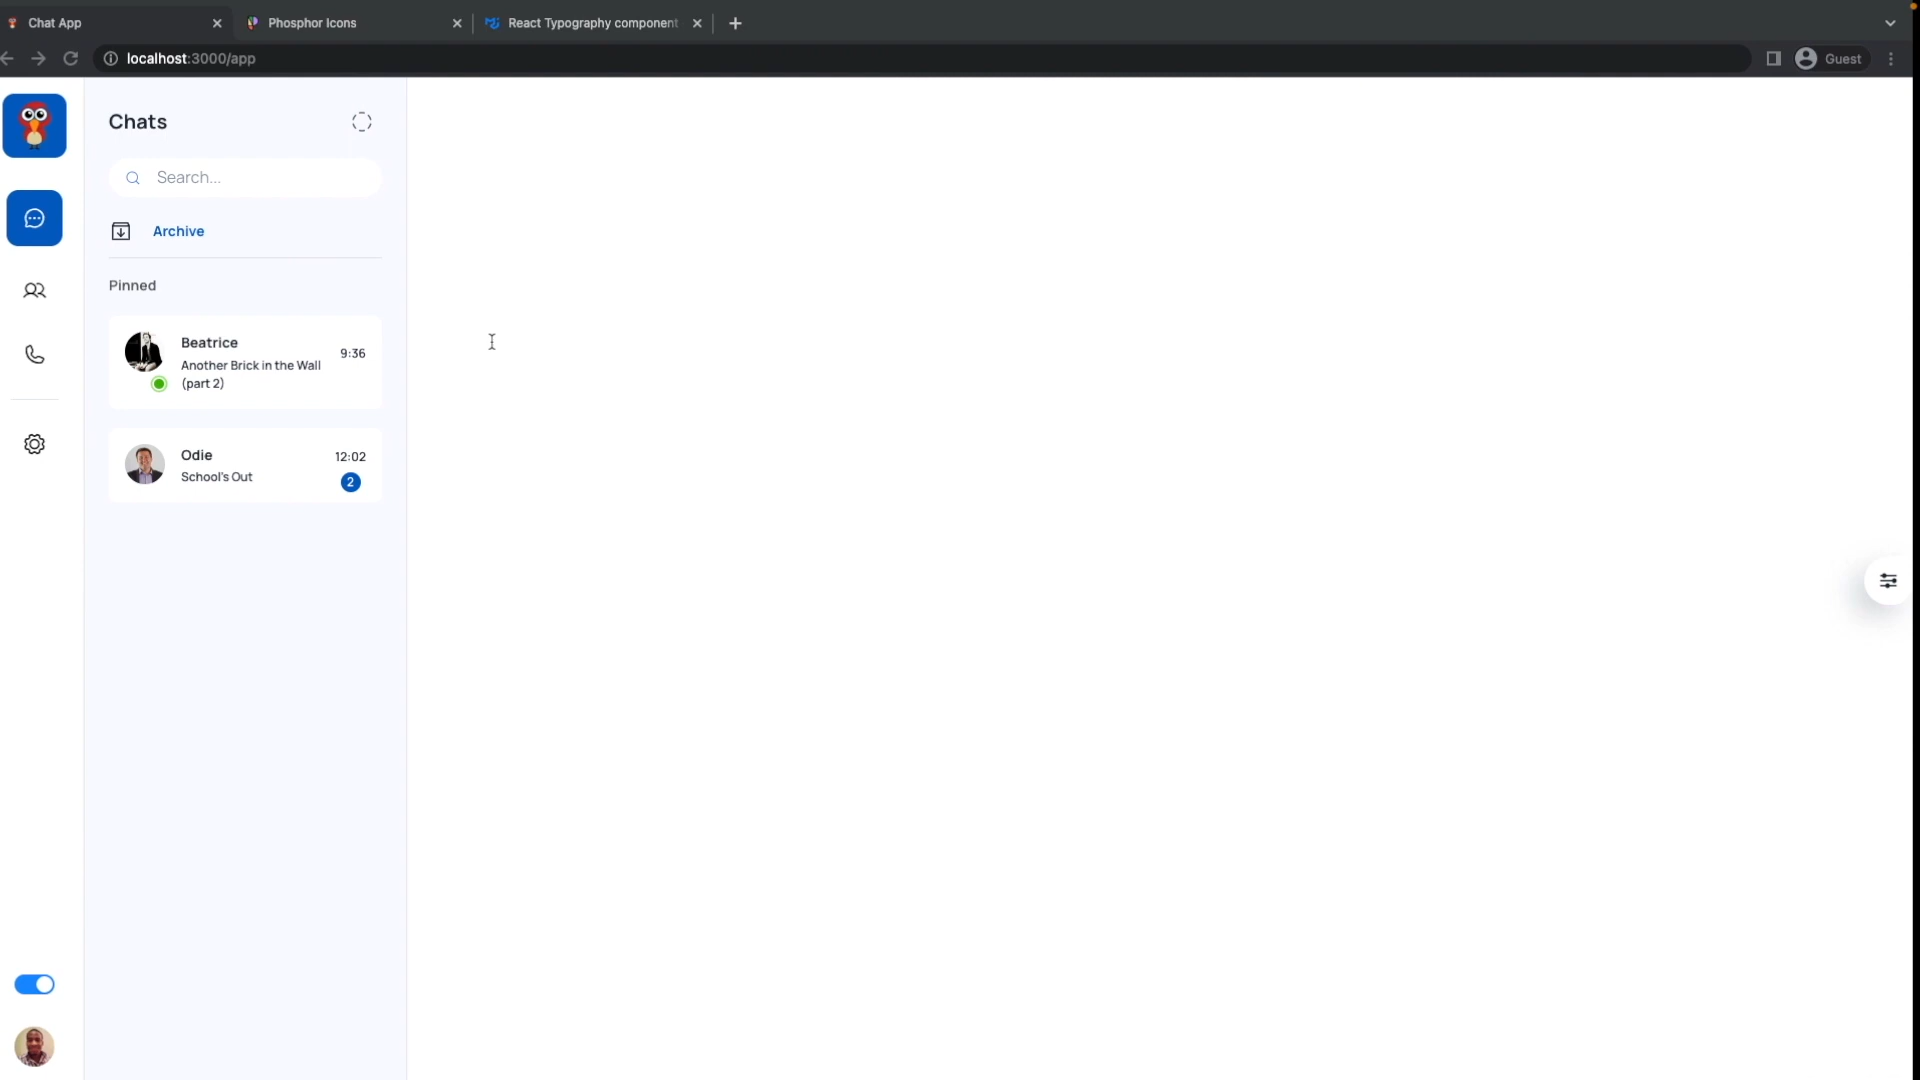 Chat App
Phosphor Icons
React Typography component
localhost:3000/app
Guest
Chats
Search...
Archive
Pinned
Beatrice
9:36
Another Brick in the Wall
(part 2)
Odie
12:02
School's Out
2